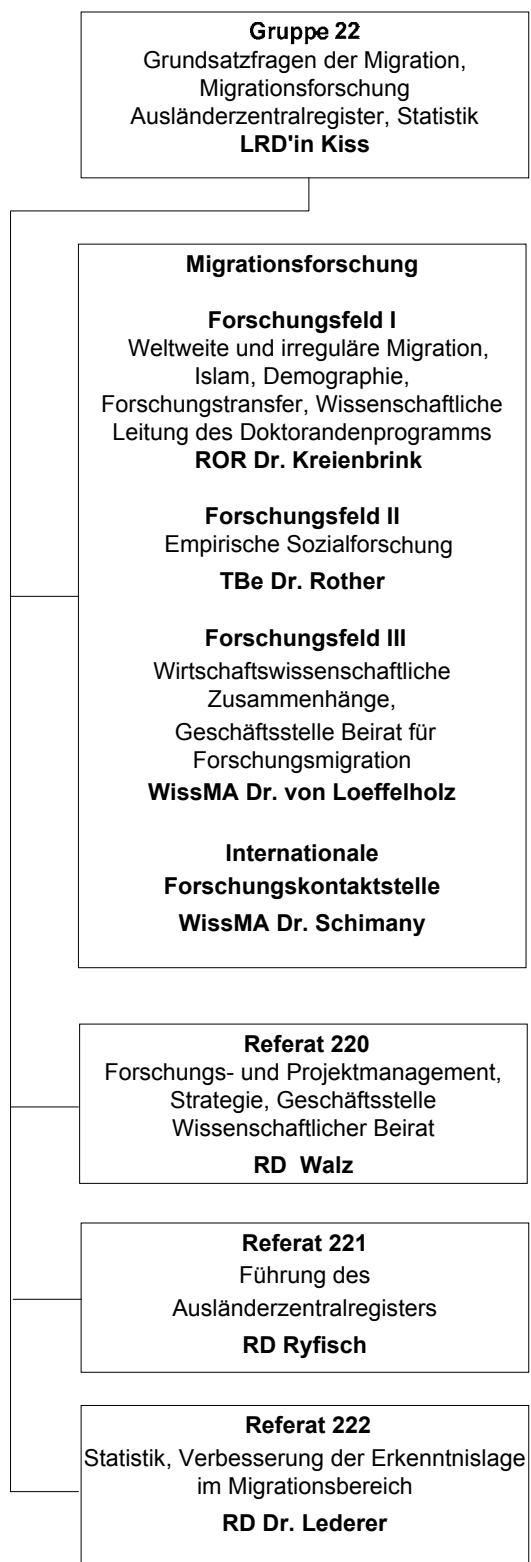 Gruppe 22
Grundsatzfragen der Migration,
Migrationsforschung
Ausländerzentralregister, Statistik
LRD'in Kiss
Migrationsforschung
Forschungsfeld I
Weltweite und irreguläre Migration,
Islam, Demographie,
Forschungstransfer, Wissenschaftliche
Leitung des Doktorandenprogramms
ROR Dr. Kreienbrink
Forschungsfeld II
Empirische Sozialforschung
TBe Dr. Rother
Forschungsfeld III
Wirtschaftswissenschaftliche
Zusammenhänge,
Geschäftsstelle Beirat für
Forschungsmigration
WissMA Dr. von Loeffelholz
Internationale
Forschungskontaktstelle
WissMA Dr. Schimany
Referat 220
Forschungs- und Projektmanagement,
Strategie, Geschäftsstelle
Wissenschaftlicher Beirat
RD Walz
Referat 221
Führung des
Ausländerzentralregisters
RD Ryfisch
Referat 222
Statistik, Verbesserung der Erkenntnislage
im Migrationsbereich
RD Dr. Lederer